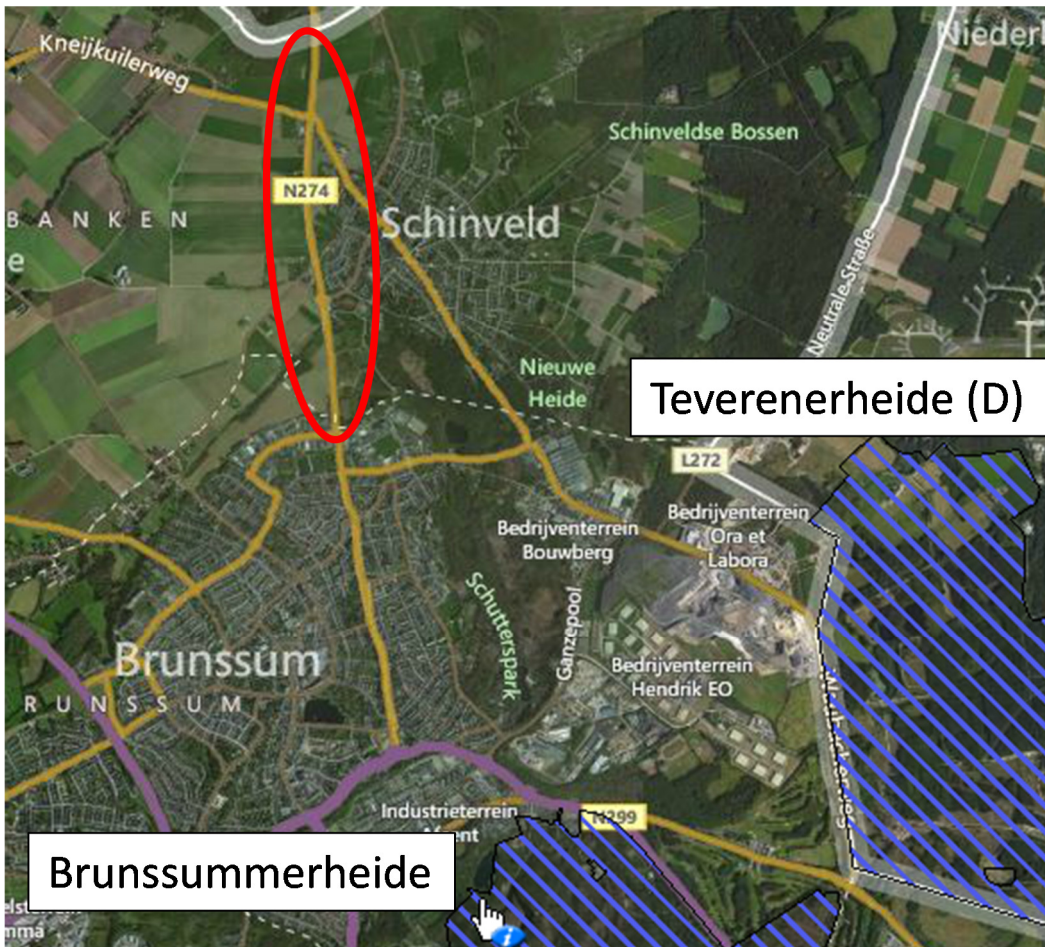 Niederl
Kneijkuilerweg
Schinveldse Bossen
N274
BANKEN
Schinveld
e
Neutrale-Straße
Nieuwe
Heide
Teverenerheide (D)
L272
Bedrijventerrein
Ora et
Labora
Bedrijventerrein
Bouwberg
Schutterspark
Ganzepool
Brunssum
Bedrijventerrein
Hendrik EO
RUNSSUM
Industrieterrein
N299
Brunssummerheide